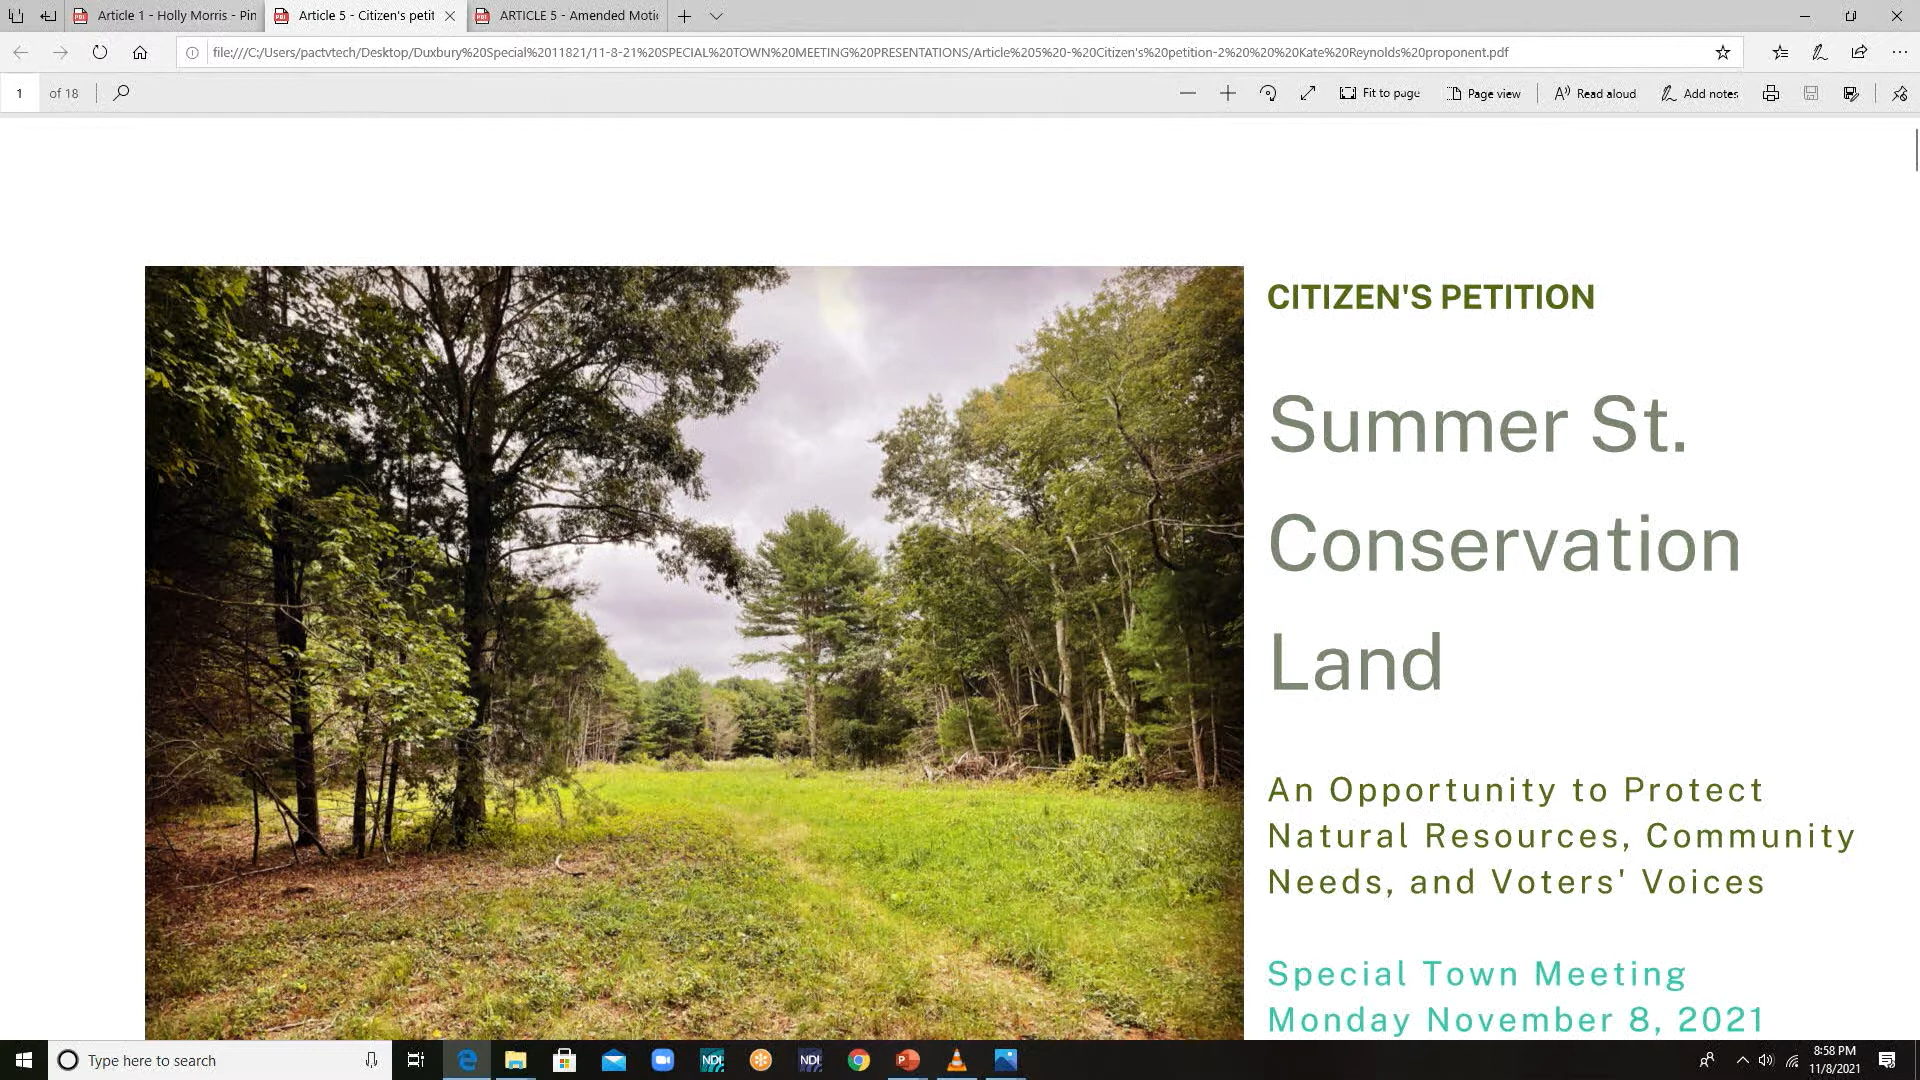 Article 1 - Holly Morris - Pin
Article 5 - Citizen's petit
ARTICLE 5 - Amended Moti
file:///C:/Users/pactvtech/Desktop/Duxbury%20Special%2011821/11-8-21%20SPECIAL%20TOWN%20MEETING%20PRESENTATIONS/Article%205%20-%20Citizen's%20petition-2%20%20%20Kate%20Reynolds%20proponent.pdf
1 of 18
Fit to page
Page view
Read aloud
Add notes
CITIZEN'S PETITION
Summer St.
Conservation
Land
An Opportunity to Protect
Natural Resources, Community
Needs, and Voters' Voices
Special Town Meeting
Monday November 8, 2021
Type here to search
NDI
NDI
8:58 PM
11/8/2021